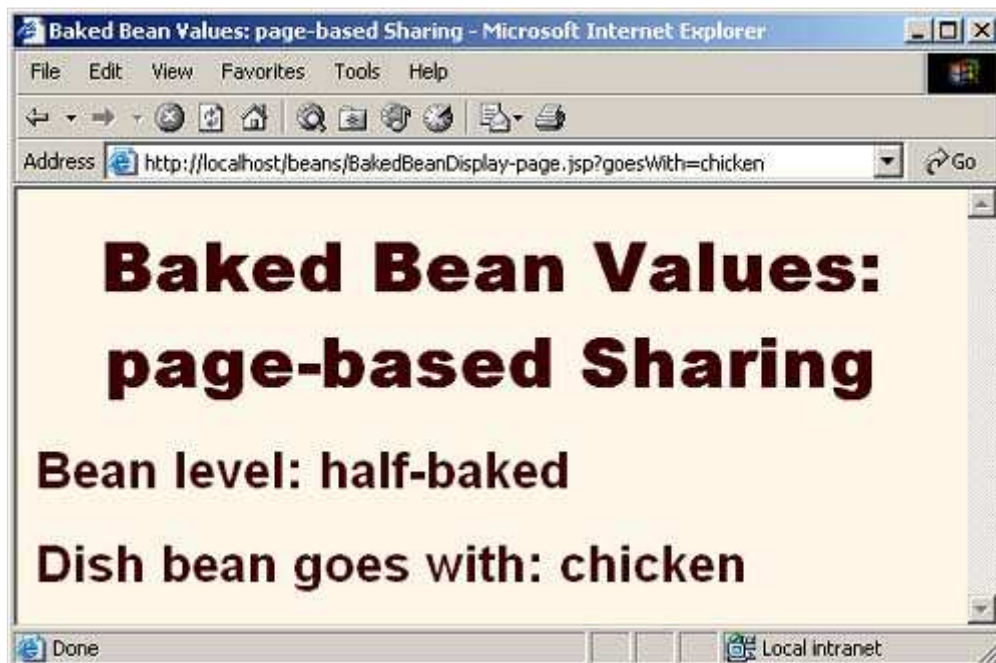 Baked Bean Values: page-based Sharing - Microsoft Internet Explorer
File Edit View Favorites Tools Help
Address http://localhost/beans/BakedBeanDisplay-page.jsp?goesWith=chicken Go
Baked Bean Values:
page-based Sharing
Bean level: half-baked
Dish bean goes with: chicken
Done Local intranet